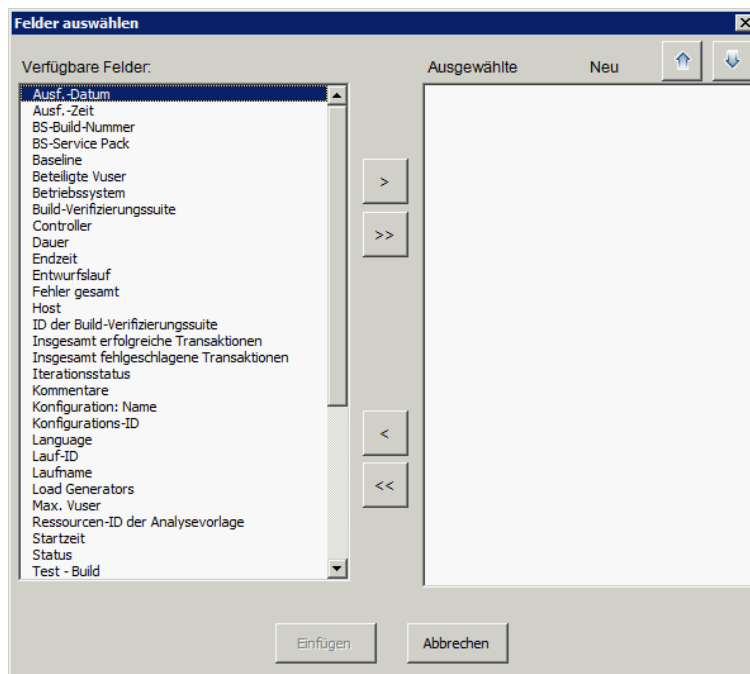 Felder auswählen
Verfügbare Felder:
Ausgewählte Neu
Ausf.-Datum
Ausf.-Zeit
BS-Build-Nummer
BS-Service Pack
Baseline
Beteiligte Vuser
Betriebssystem
Build-Verifizierungssuite
Controller
Dauer
Endzeit
Entwurfslauf
Fehler gesamt
Host
ID der Build-Verifizierungssuite
Insgesamt erfolgreiche Transaktionen
Insgesamt fehlgeschlagene Transaktionen
Iterationsstatus
Kommentare
Konfiguration: Name
Konfigurations-ID
Language
Lauf-ID
Laufname
Load Generators
Max. Vuser
Ressourcen-ID der Analysevorlage
Startzeit
Status
Test - Build
>
>>
<
<<
Einfügen
Abbrechen